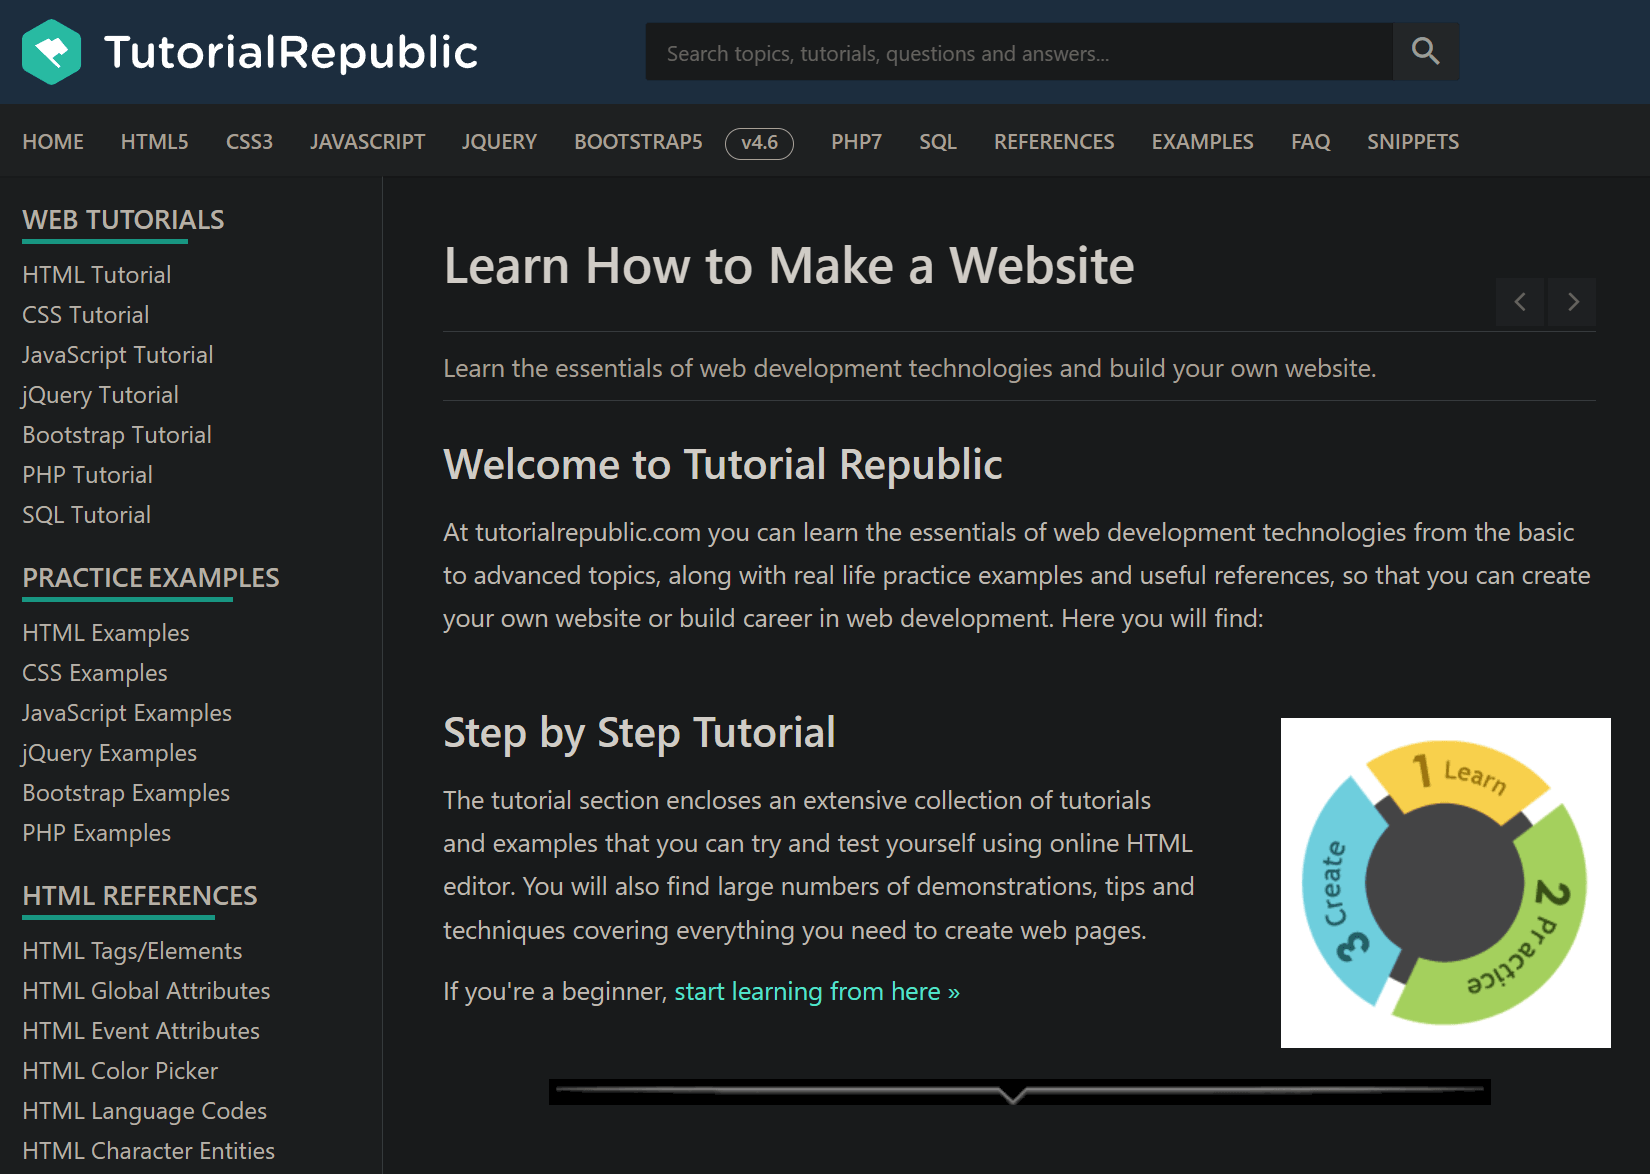 TutorialRepublic
Search topics, tutorials, questions and answers...
HOME HTML5 CSS3 JAVASCRIPT JQUERY BOOTSTRAP5 v4.6 PHP7 SQL REFERENCES EXAMPLES FAQ SNIPPETS
WEB TUTORIALS
HTML Tutorial
CSS Tutorial
JavaScript Tutorial
jQuery Tutorial
Bootstrap Tutorial
PHP Tutorial
SQL Tutorial
PRACTICE EXAMPLES
HTML Examples
CSS Examples
JavaScript Examples
jQuery Examples
Bootstrap Examples
PHP Examples
HTML REFERENCES
HTML Tags/Elements
HTML Global Attributes
HTML Event Attributes
HTML Color Picker
HTML Language Codes
HTML Character Entities
Learn How to Make a Website
Learn the essentials of web development technologies and build your own website.
Welcome to Tutorial Republic
At tutorialrepublic.com you can learn the essentials of web development technologies from the basic
to advanced topics, along with real life practice examples and useful references, so that you can create
your own website or build career in web development. Here you will find:
Step by Step Tutorial
The tutorial section encloses an extensive collection of tutorials
and examples that you can try and test yourself using online HTML
editor. You will also find large numbers of demonstrations, tips and
techniques covering everything you need to create web pages.
If you're a beginner, start learning from here »
1 Learn
2 Practice
3 Create